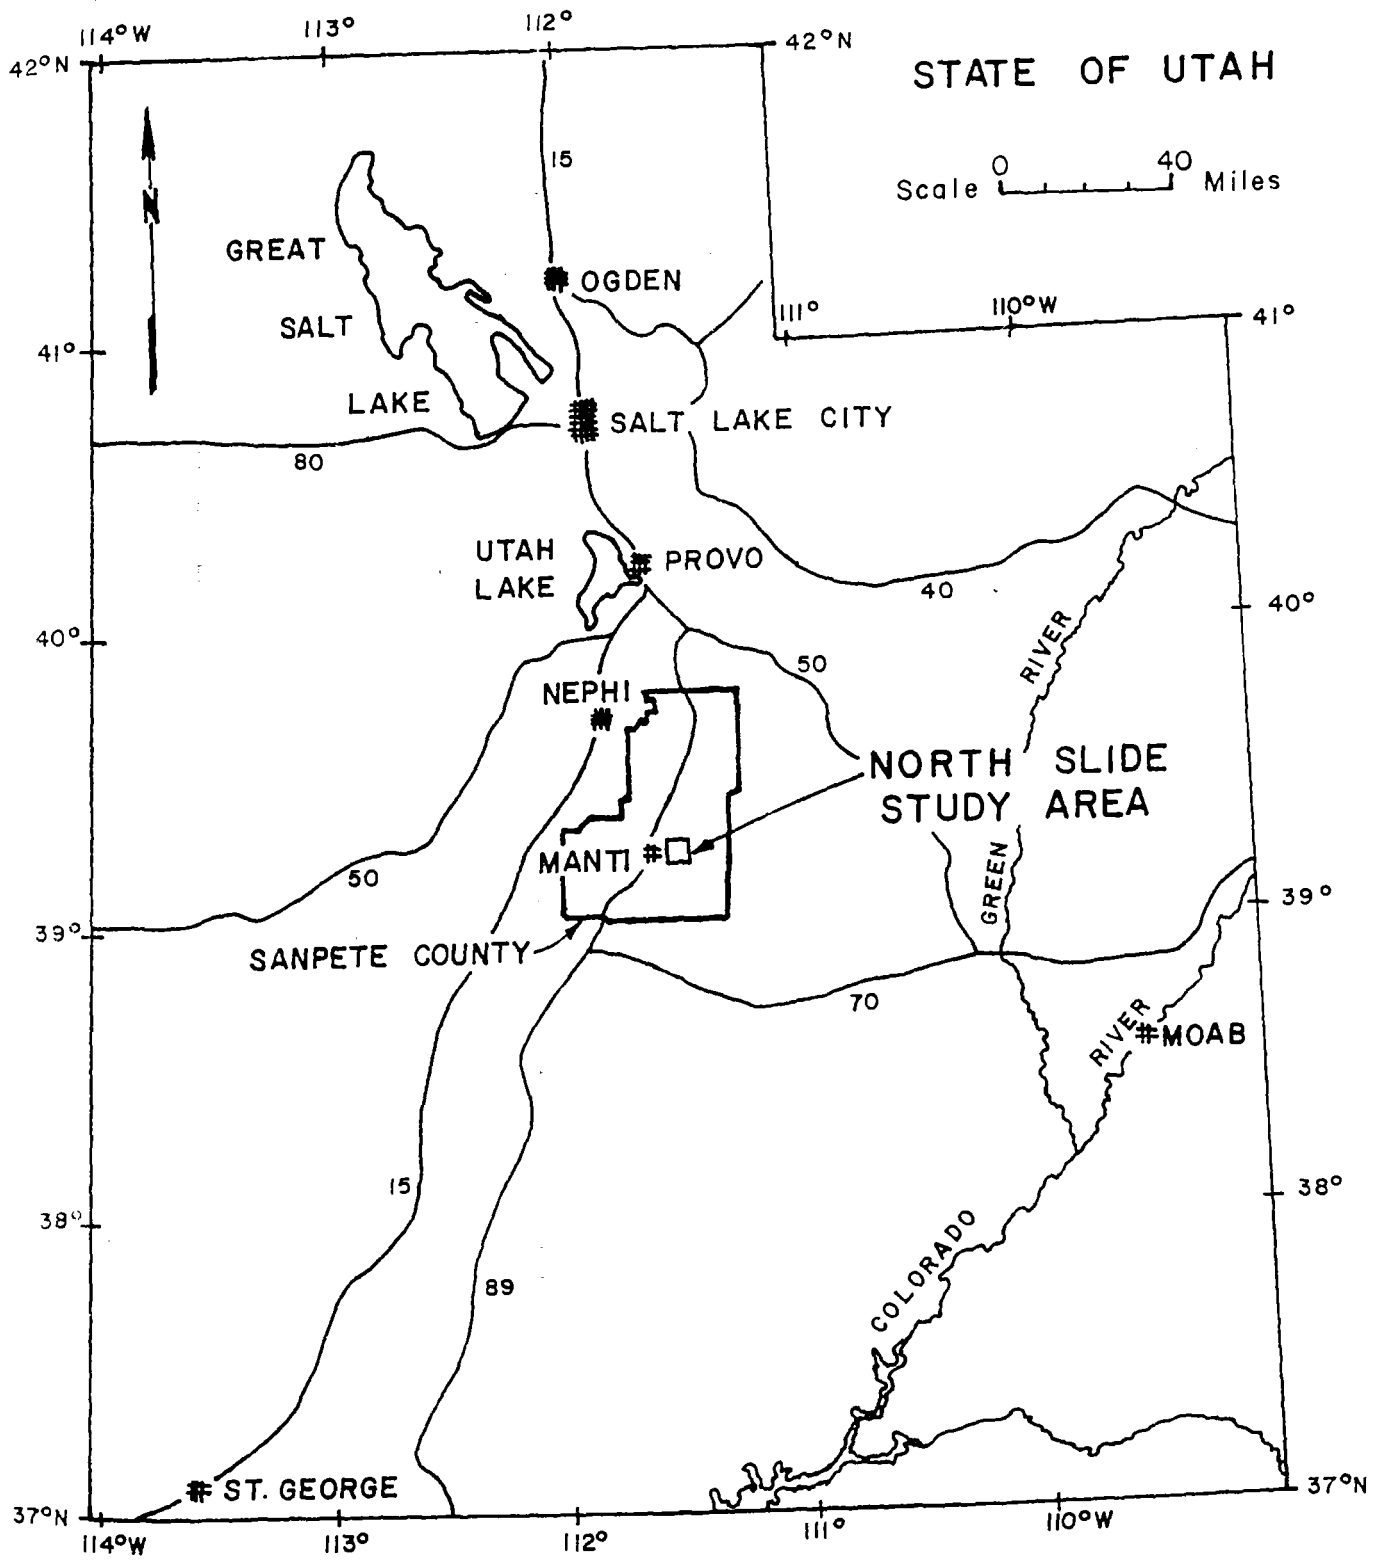 114°W
113°
112°
42°N
42°N
STATE OF UTAH
0 40
Scale Miles
15
N
GREAT
SALT
LAKE
OGDEN
111°
110°W
41°
41°
SALT LAKE CITY
80
UTAH
LAKE
PROVO
40
40°
40°
RIVER
50
NEPHI
NORTH SLIDE
STUDY AREA
MANTI
GREEN
50
39°
39°
SANPETE COUNTY
70
RIVER
MOAB
15
38°
38°
COLORADO
89
ST. GEORGE
37°N
37°N
114°W
113°
112°
111°
110°W